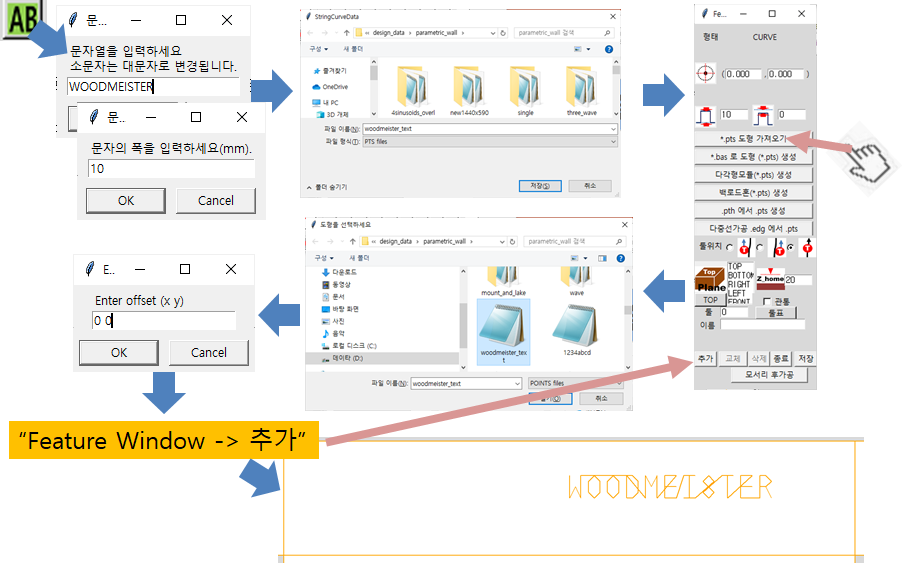 AB
문...
문자열을 입력하세요
소문자는 대문자로 변경됩니다.
WOODMEISTER
문...
문자의 폭을 입력하세요(mm).
10
OK
Cancel
StringCurveData
« design_data › parametric_wall ›
parametric_wall 검색
구성
새 폴더
즐겨찾기
OneDrive
내 PC
3D 개체
4sinusoids_overl
new1440x590
single
three_wave
파일 이름(N): woodmeister_text
파일 형식(T): PTS files
폴더 숨기기
저장(S)
취소
Fe...
형태
CURVE
( 0.000 , 0.000 )
10
0
*.pts 도형 가져오기
*.bas 로 도형 (*.pts) 생성
다각형모듈(*.pts) 생성
백로드혼(*.pts) 생성
.pth 에서 .pts 생성
다중선가공 .edg 에서 .pts
툴위치
Top
Plane
TOP
BOTTOM
RIGHT
LEFT
FRONT
Z_home
20
TOP
관통
툴
0
툴표
이름
추가
교체
삭제
종료
저장
모서리 후가공
도형을 선택하세요
« design_data › parametric_wall ›
parametric_wall 검색
구성
새 폴더
다운로드
동영상
문서
바탕 화면
사진
음악
로컬 디스크 (C:)
데이터 (D:)
mount_and_lake
wave
woodmeister_tex
t
1234abcd
파일 이름(N): woodmeister_text
POINTS files
열기(O)
취소
E...
Enter offset (x y)
0 0
OK
Cancel
“Feature Window -> 추가”
WOODMEISTER